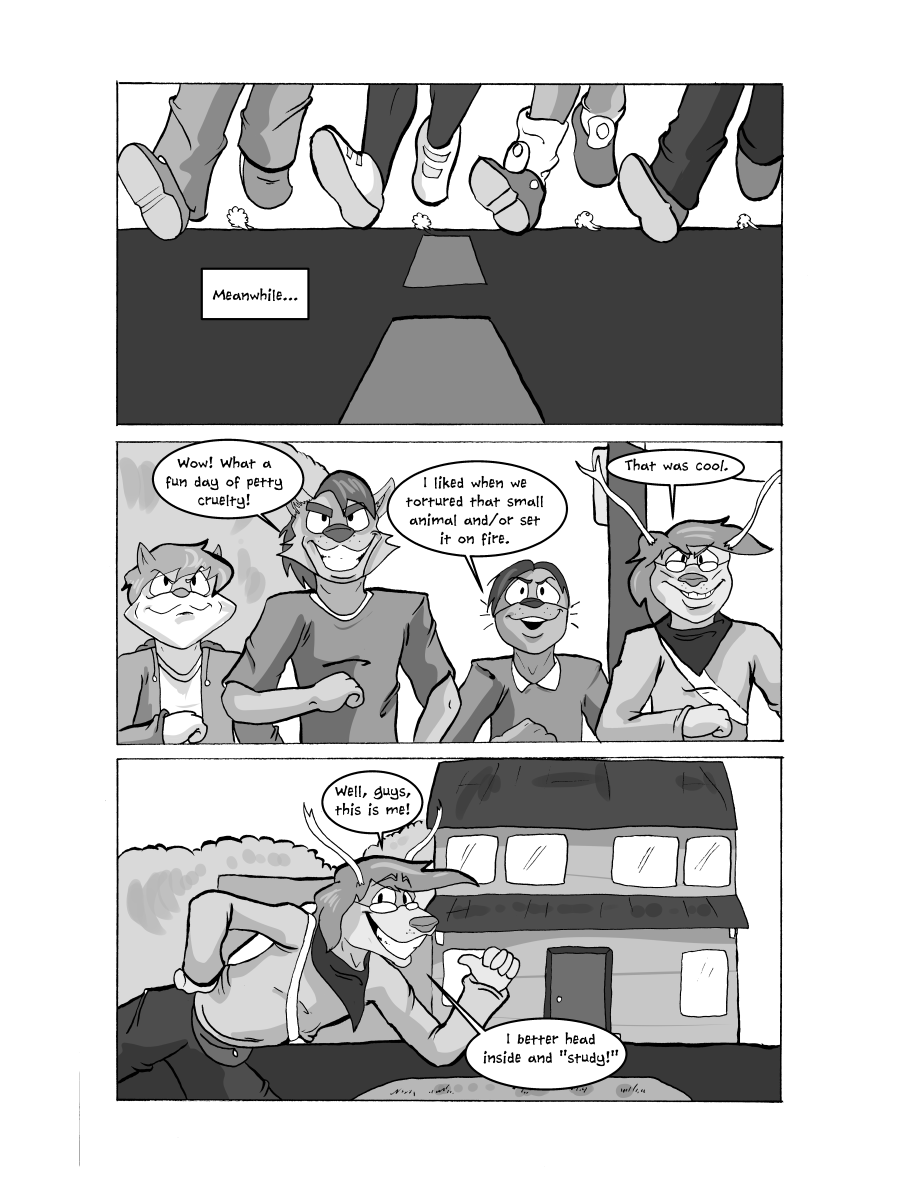 Meanwhile...
Wow! What a
fun day of petty
cruelty!
I liked when we
tortured that small
animal and/or set
it on fire.
That was cool.
Well, guys,
this is me!
I better head
inside and "study!"